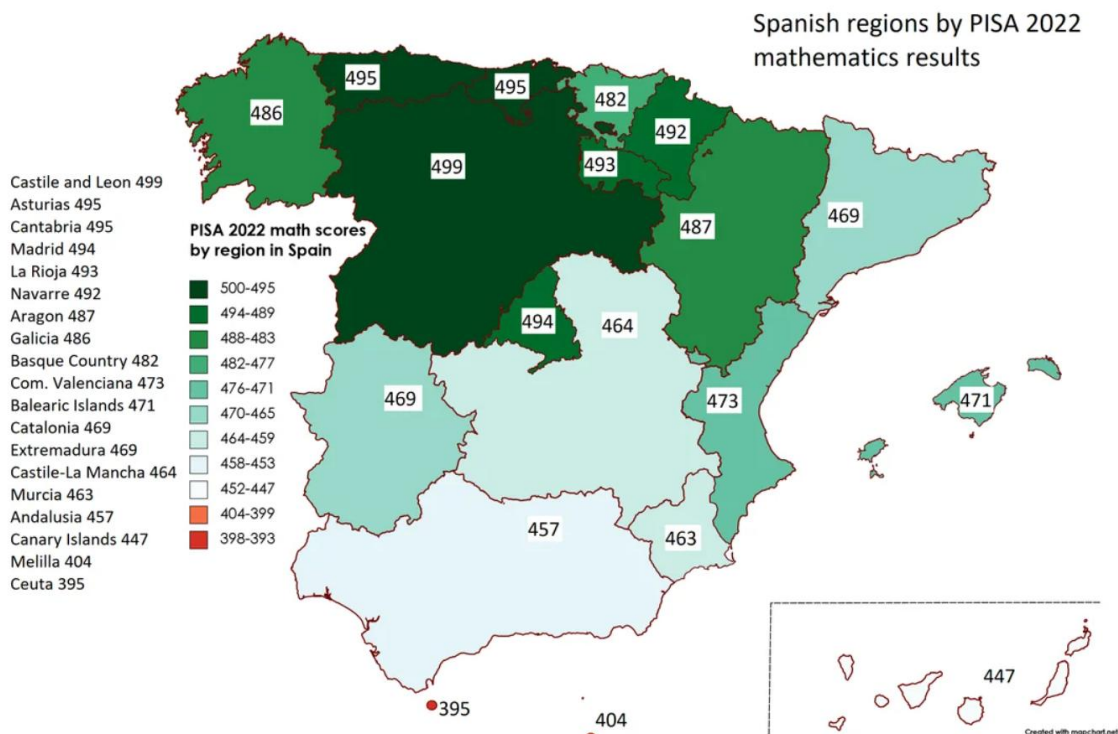 Spanish regions by PISA 2022
mathematics results
Castile and Leon 499
Asturias 495
Cantabria 495
Madrid 494
La Rioja 493
Navarre 492
Aragon 487
Galicia 486
Basque Country 482
Com. Valenciana 473
Balearic Islands 471
Catalonia 469
Extremadura 469
Castile-La Mancha 464
Murcia 463
Andalusia 457
Canary Islands 447
Melilla 404
Ceuta 395
PISA 2022 math scores
by region in Spain
500-495
494-489
488-483
482-477
476-471
470-465
464-459
458-453
452-447
404-399
398-393
495
495
482
486
492
493
499
469
487
494
464
469
473
471
457
463
447
395
404
Created with mapchart.net